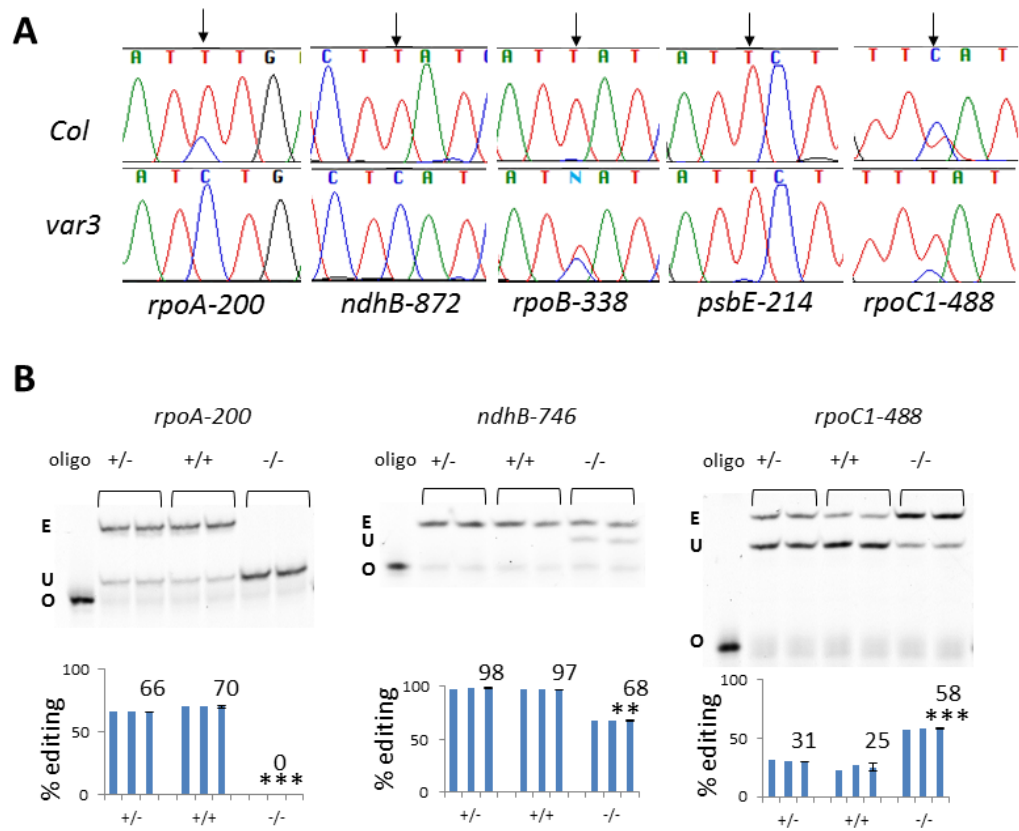 A
A T T T G
C T T A T C
A T T A T
A T T C T
T T C A T
Col
A T C T G
C T C A T
A T N A T
A T T C T
T T T A T
var3
rpoA-200
ndhB-872
rpoB-338
psbE-214
rpoC1-488
B
rpoA-200
ndhB-746
rpoC1-488
oligo +/- +/+ -/-
oligo +/- +/+ -/-
oligo +/- +/+ -/-
E
U
O
E
U
O
E
U
O
% editing
100
50
0
66
70
0
***
+/- +/+ -/-
% editing
100
50
0
98
97
68
**
+/- +/+ -/-
% editing
100
50
0
31
25
58
***
+/- +/+ -/-